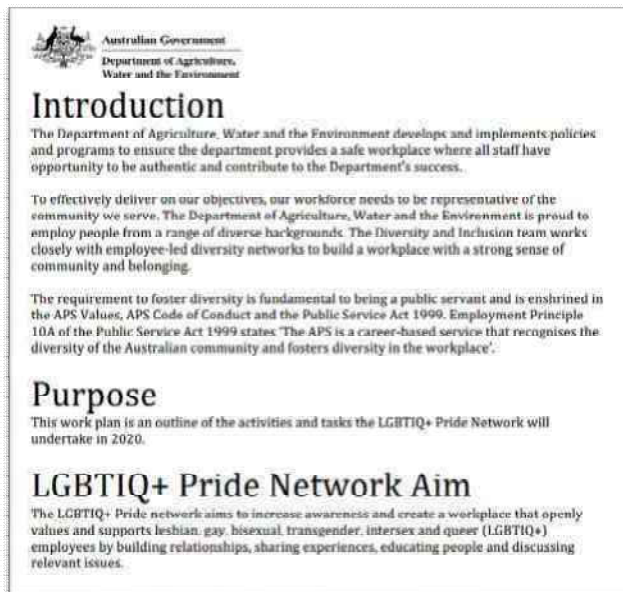 Australian Government
Department of Agriculture,
Water and the Environment
Introduction
The Department of Agriculture, Water and the Environment develops and implements policies
and programs to ensure the department provides a safe workplace where all staff have
opportunity to be authentic and contribute to the Department's success.
To effectively deliver on our objectives, our workforce needs to be representative of the
community we serve. The Department of Agriculture, Water and the Environment is proud to
employ people from a range of diverse backgrounds. The Diversity and Inclusion team works
closely with employee-led diversity networks to build a workplace with a strong sense of
community and belonging.
The requirement to foster diversity is fundamental to being a public servant and is enshrined in
the APS Values, APS Code of Conduct and the Public Service Act 1999. Employment Principle
10A of the Public Service Act 1999 states 'The APS is a career-based service that recognises the
diversity of the Australian community and fosters diversity in the workplace'.
Purpose
This work plan is an outline of the activities and tasks the LGBTIQ+ Pride Network will
undertake in 2020.
LGBTIQ+ Pride Network Aim
The LGBTIQ+ Pride network aims to increase awareness and create a workplace that openly
values and supports lesbian, gay, bisexual, transgender, intersex and queer (LGBTIQ+)
employees by building relationships, sharing experiences, educating people and discussing
relevant issues.